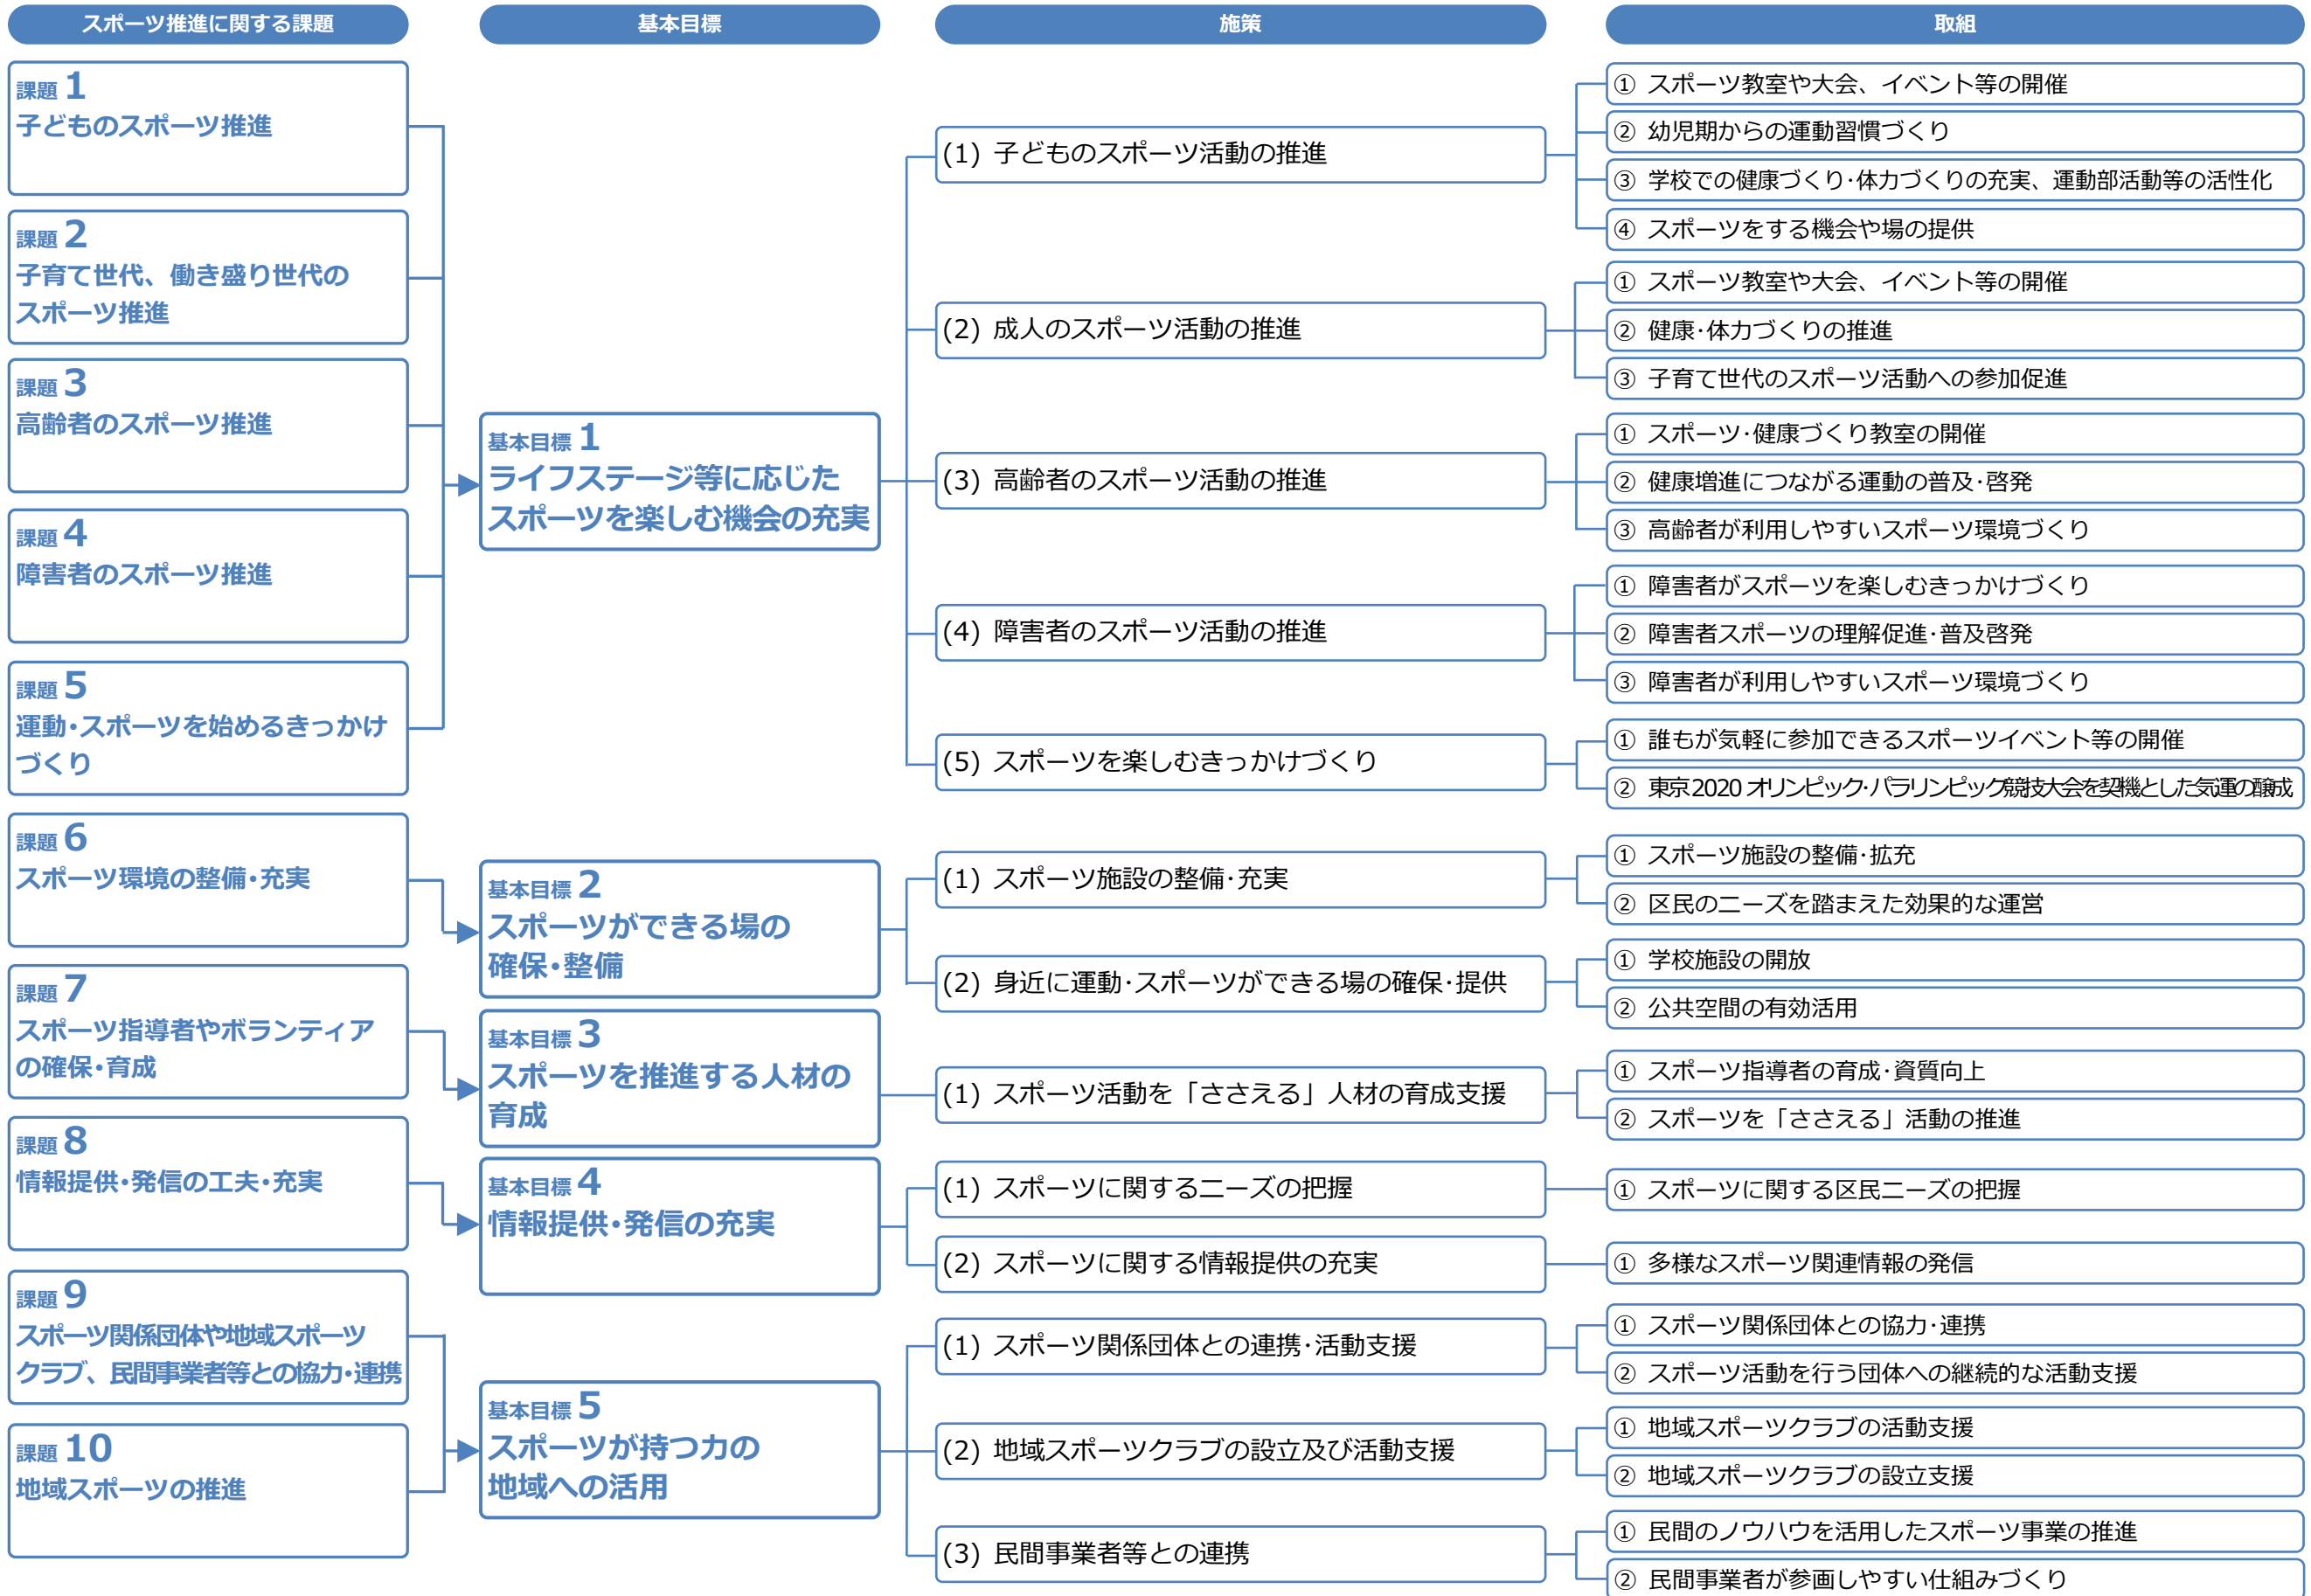 スポーツ推進に関する課題
基本目標
施策
取組
課題 1
子どものスポーツ推進
課題 2
子育て世代、働き盛り世代の
スポーツ推進
課題 3
高齢者のスポーツ推進
課題 4
障害者のスポーツ推進
課題 5
運動･スポーツを始めるきっかけ
づくり
課題 6
スポーツ環境の整備･充実
課題 7
スポーツ指導者やボランティア
の確保･育成
課題 8
情報提供･発信の工夫･充実
課題 9
スポーツ関係団体や地域スポーツ
クラブ、民間事業者等との協力･連携
課題 10
地域スポーツの推進
基本目標 1
ライフステージ等に応じた
スポーツを楽しむ機会の充実
基本目標 2
スポーツができる場の
確保･整備
基本目標 3
スポーツを推進する人材の
育成
基本目標 4
情報提供･発信の充実
基本目標 5
スポーツが持つ力の
地域への活用
(1) 子どものスポーツ活動の推進
(2) 成人のスポーツ活動の推進
(3) 高齢者のスポーツ活動の推進
(4) 障害者のスポーツ活動の推進
(5) スポーツを楽しむきっかけづくり
(1) スポーツ施設の整備･充実
(2) 身近に運動･スポーツができる場の確保･提供
(1) スポーツ活動を「ささえる」人材の育成支援
(1) スポーツに関するニーズの把握
(2) スポーツに関する情報提供の充実
(1) スポーツ関係団体との連携･活動支援
(2) 地域スポーツクラブの設立及び活動支援
(3) 民間事業者等との連携
① スポーツ教室や大会、イベント等の開催
② 幼児期からの運動習慣づくり
③ 学校での健康づくり･体力づくりの充実、運動部活動等の活性化
④ スポーツをする機会や場の提供
① スポーツ教室や大会、イベント等の開催
② 健康･体力づくりの推進
③ 子育て世代のスポーツ活動への参加促進
① スポーツ･健康づくり教室の開催
② 健康増進につながる運動の普及･啓発
③ 高齢者が利用しやすいスポーツ環境づくり
① 障害者がスポーツを楽しむきっかけづくり
② 障害者スポーツの理解促進･普及啓発
③ 障害者が利用しやすいスポーツ環境づくり
① 誰もが気軽に参加できるスポーツイベント等の開催
② 東京2020オリンピック･パラリンピック競技大会を契機とした気運の醸成
① スポーツ施設の整備･拡充
② 区民のニーズを踏まえた効果的な運営
① 学校施設の開放
② 公共空間の有効活用
① スポーツ指導者の育成･資質向上
② スポーツを「ささえる」活動の推進
① スポーツに関する区民ニーズの把握
① 多様なスポーツ関連情報の発信
① スポーツ関係団体との協力･連携
② スポーツ活動を行う団体への継続的な活動支援
① 地域スポーツクラブの活動支援
② 地域スポーツクラブの設立支援
① 民間のノウハウを活用したスポーツ事業の推進
② 民間事業者が参画しやすい仕組みづくり